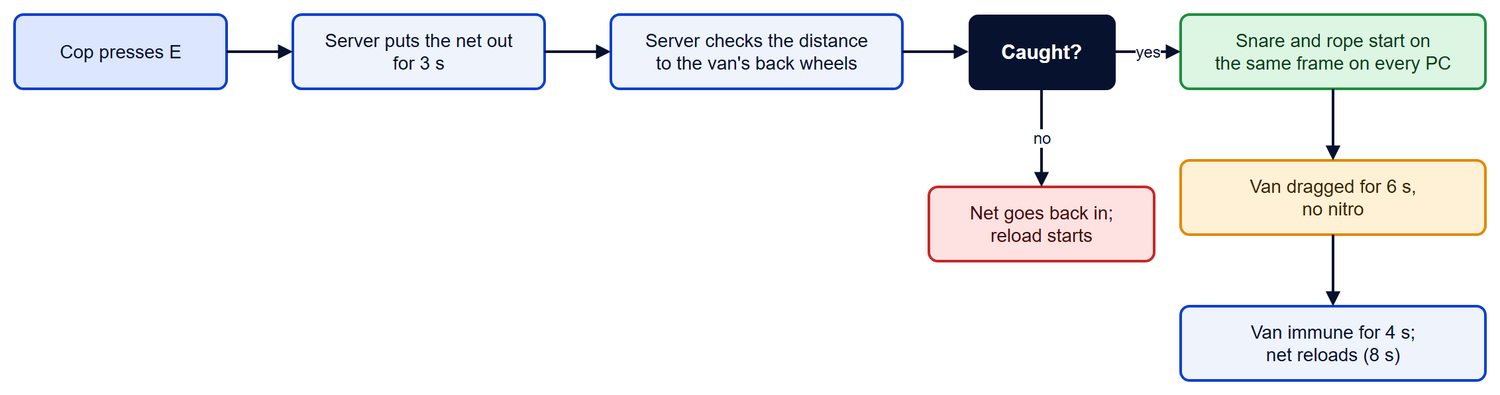 Cop presses E
Server puts the net out
for 3 s
Server checks the distance
to the van's back wheels
Caught?
yes
Snare and rope start on
the same frame on every PC
no
Net goes back in;
reload starts
Van dragged for 6 s,
no nitro
Van immune for 4 s;
net reloads (8 s)